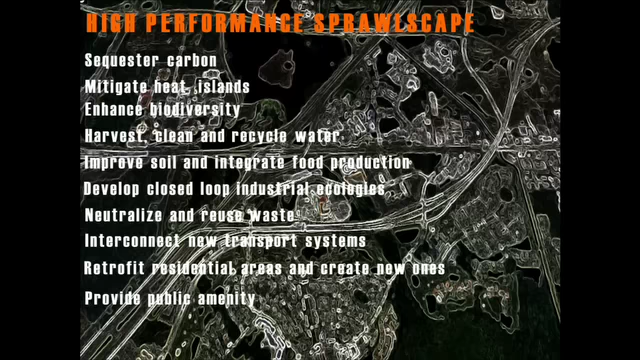 HIGH PERFORMANCE SPRAWLSCAPE
Sequester carbon
Mitigate heat islands
Enhance biodiversity
Harvest, clean and recycle water
Improve soil and integrate food production
Develop closed loop industrial ecologies
Neutralize and reuse waste
Interconnect new transport systems
Retrofit residential areas and create new ones
Provide public amenity